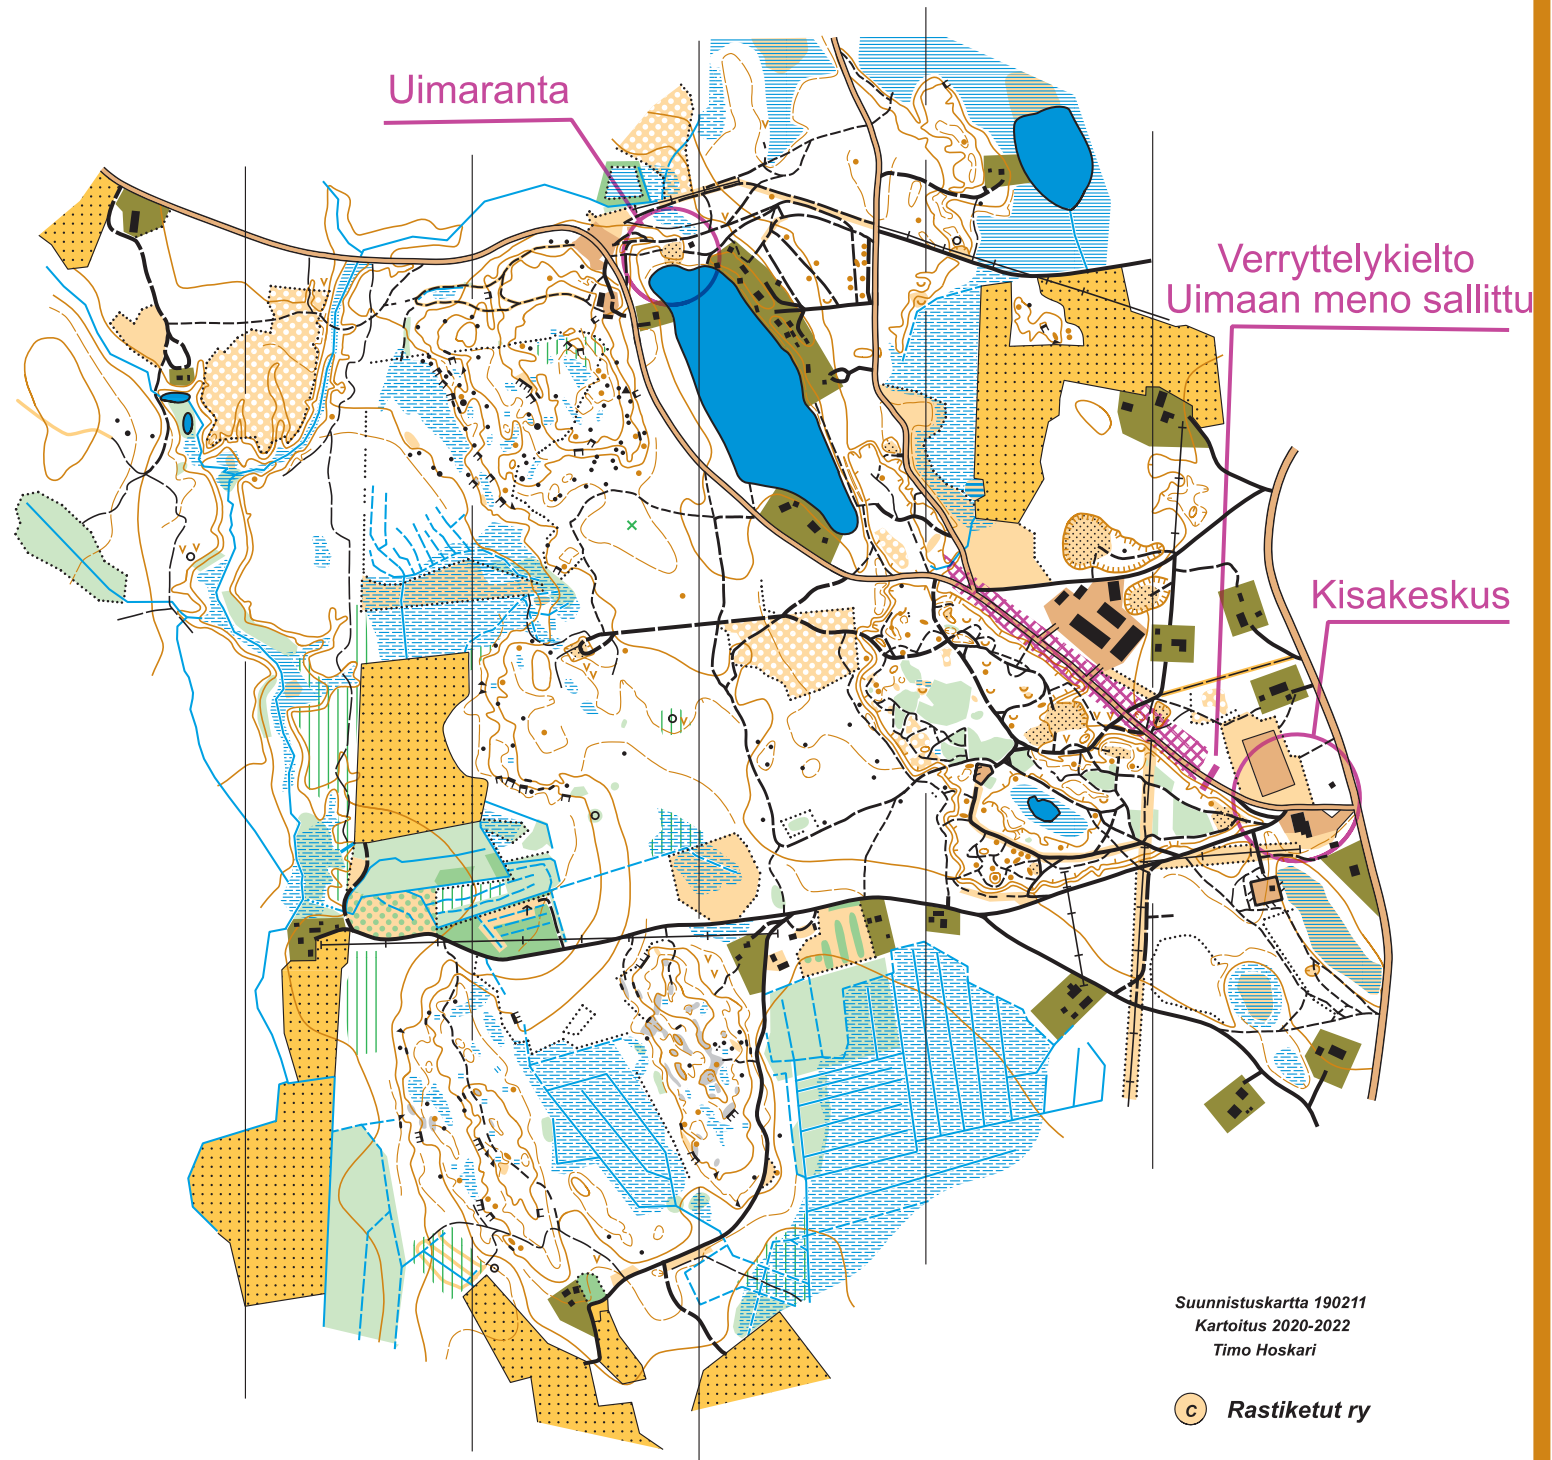 Uimaranta
Verryttelykielto
Uimaan meno sallittu
Kisakeskus
Suunnistuskartta 190211
Kartoitus 2020-2022
Timo Hoskari
C Rastiketut ry